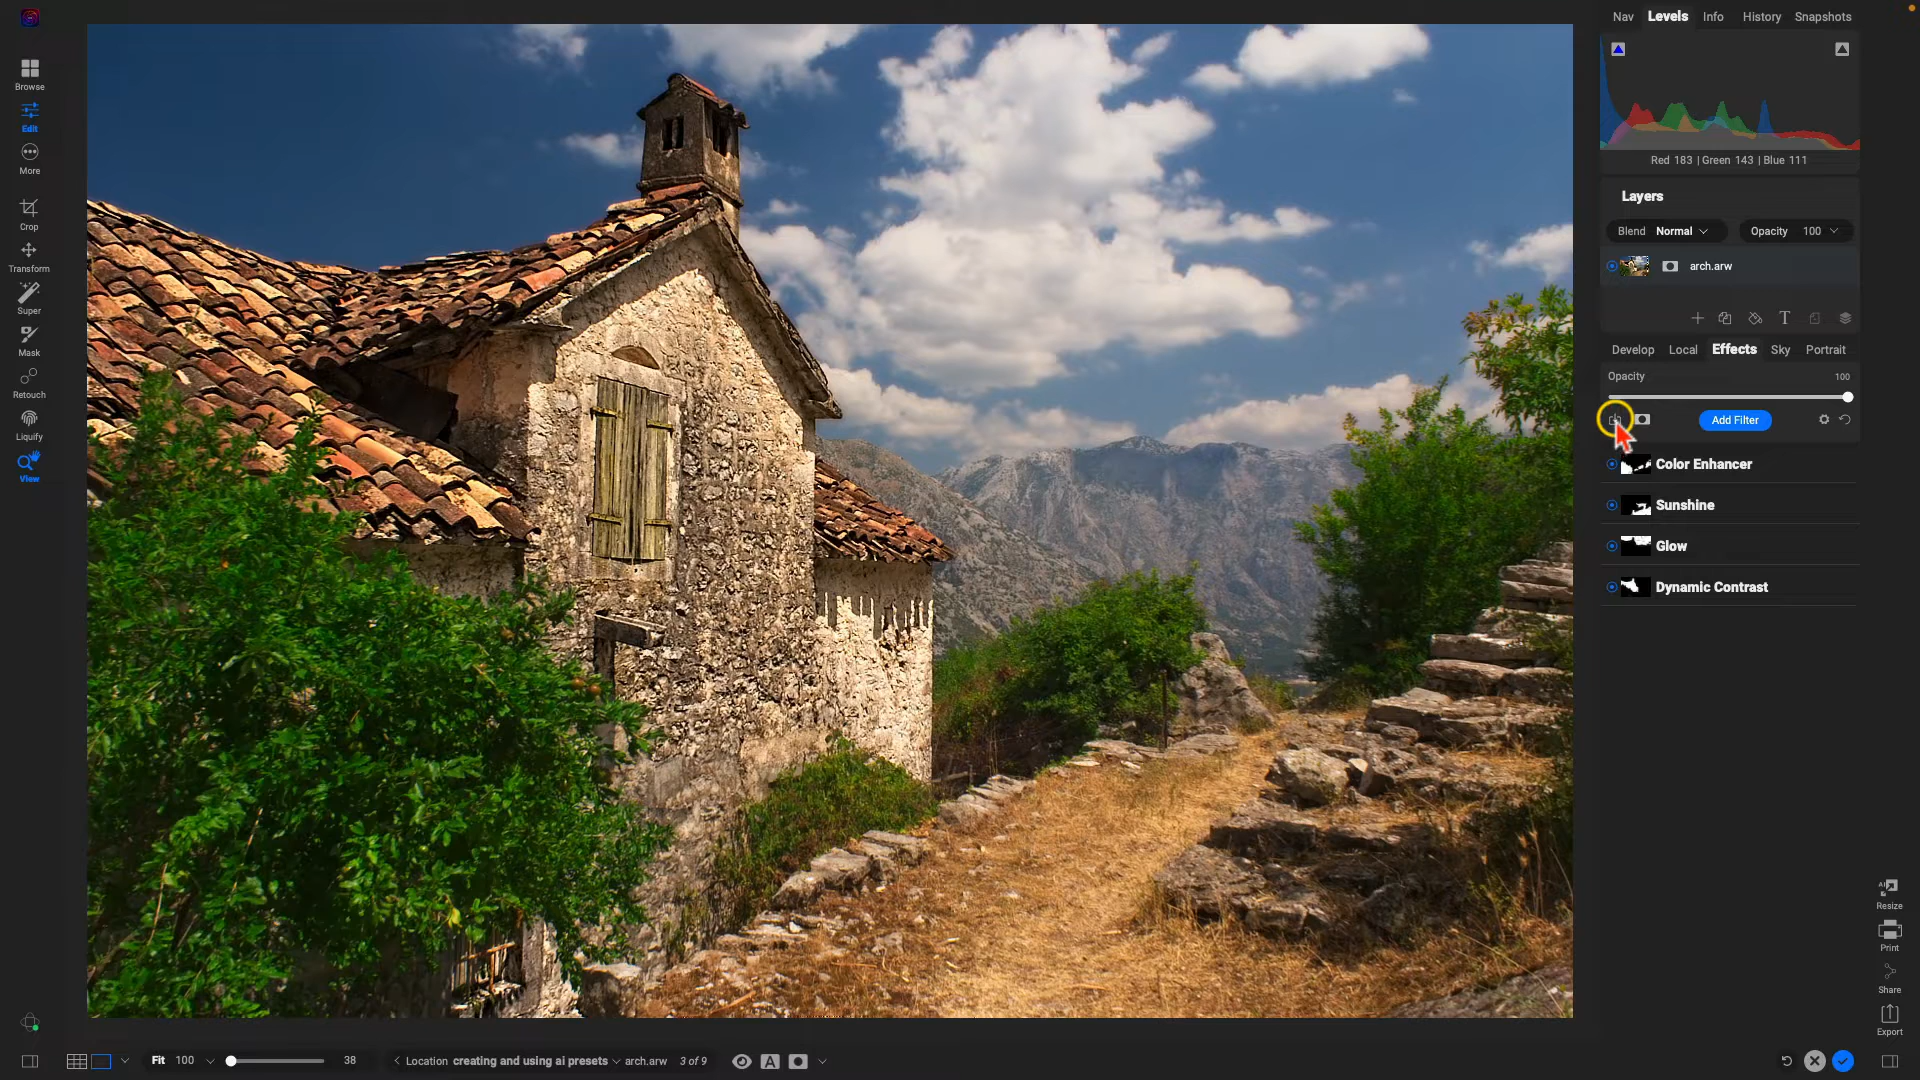 Nav Levels Info History Snapshots
Browse
Edit
More
Crop
Transform
Super
Mask
Retouch
Liquify
View
Red 183 | Green 143 | Blue 111
Layers
Blend Normal Opacity 100
arch.arw
T
Develop Local Effects Sky Portrait
Opacity 100
Add Filter
Color Enhancer
Sunshine
Glow
Dynamic Contrast
AI
Resize
Print
Share
Export
Fit 100 38 Location creating and using ai presets arch.arw 3 of 9 A